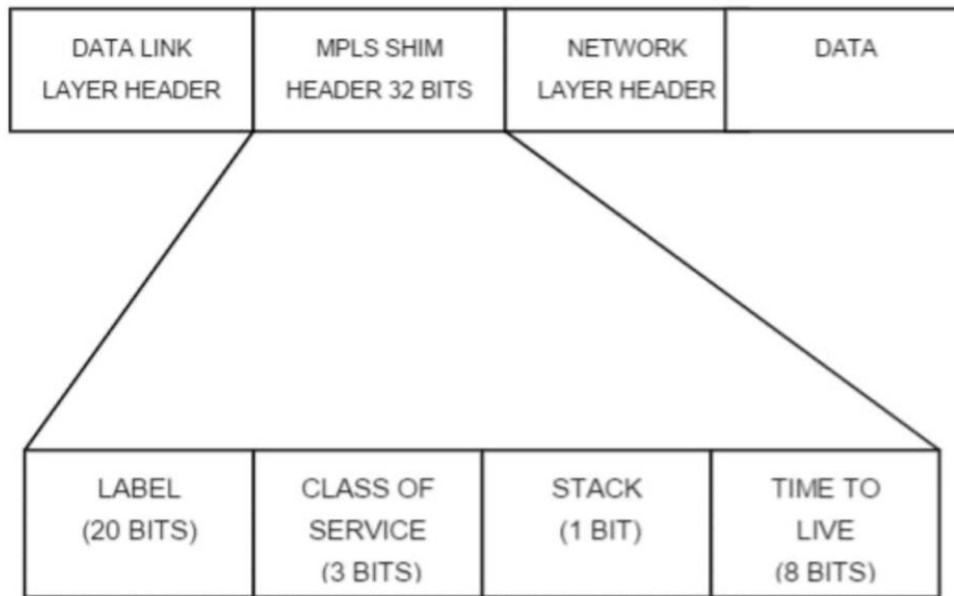 DATA LINK
LAYER HEADER
MPLS SHIM
HEADER 32 BITS
NETWORK
LAYER HEADER
DATA
LABEL
(20 BITS)
CLASS OF
SERVICE
(3 BITS)
STACK
(1 BIT)
TIME TO
LIVE
(8 BITS)